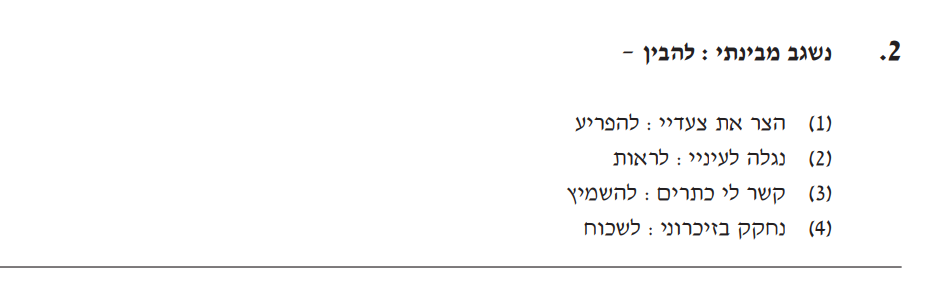 2. נשגב מבינתי : להבין –
(1) הצר את צעדיי : להפריע
(2) נגלה לעיניי : לראות
(3) קשר לי כתרים : להשמיץ
(4) נחקק בזיכרוני : לשכוח